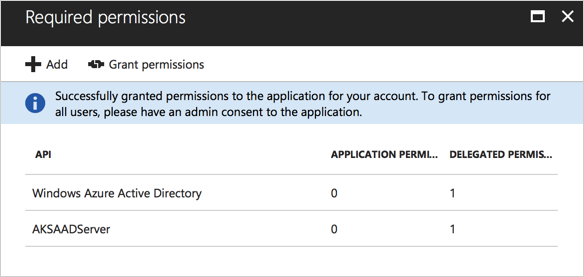 Required permissions
Add Grant permissions
Successfully granted permissions to the application for your account. To grant permissions for
all users, please have an admin consent to the application.
API APPLICATION PERMI... DELEGATED PERMIS...
Windows Azure Active Directory 0 1
AKSAADServer 0 1